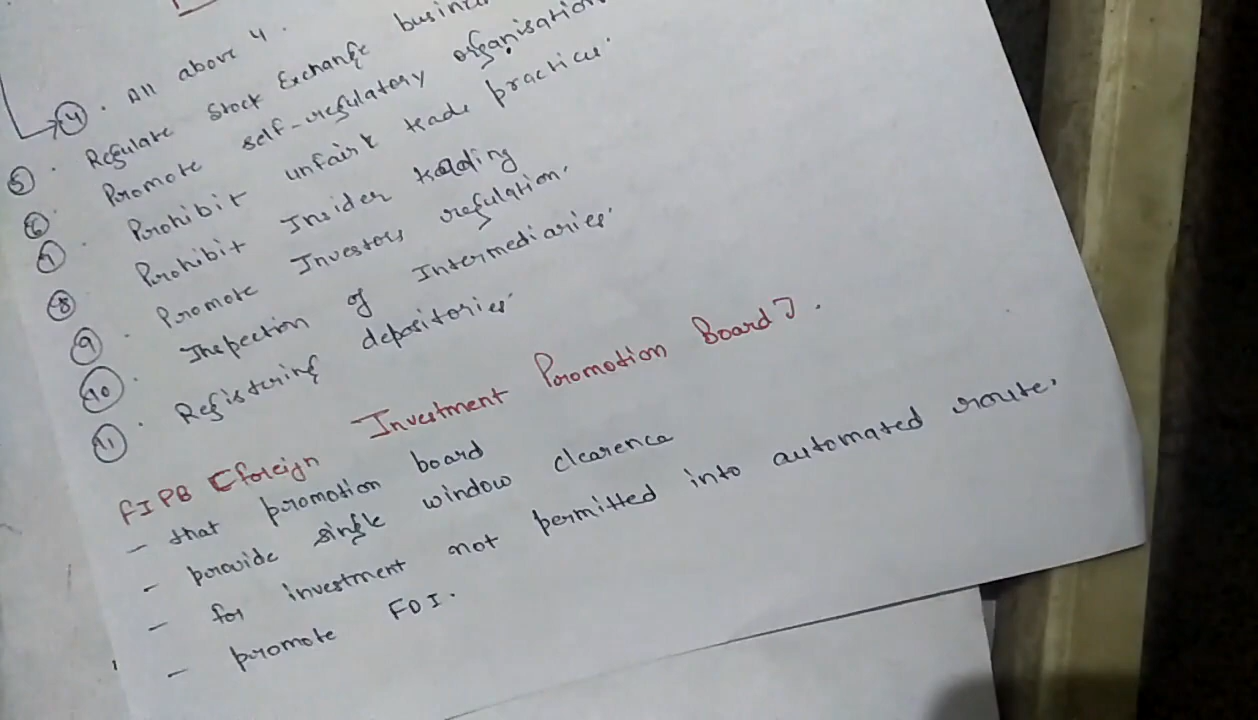 ④. All above 4.
⑤. Regulate Stock Exchange
⑥. Promote self-regulatory organisation
⑦. Prohibit unfair trade practices.
⑧ Prohibit Insider trading
⑨. Promote Investors regulation.
⑩. Inspection of Intermediaries.
⑪. Registering depositories.
FIPB [foreign Investment Promotion Board].
- that promotion board
- provide single window clearence
- for investment not permitted into automated route.
- promote FDI.